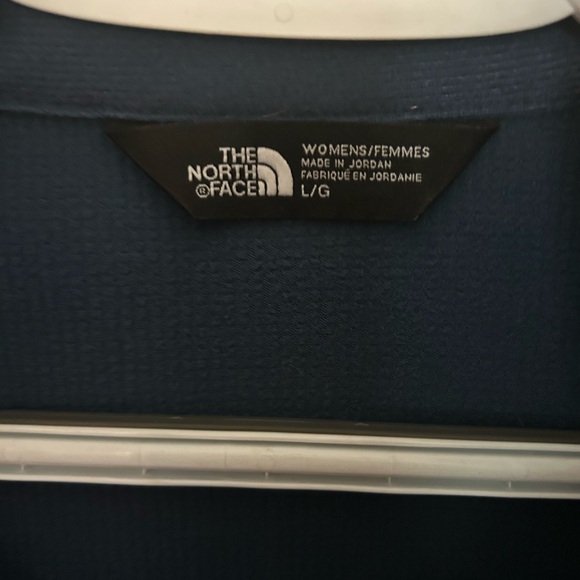 THE
NORTH
®FACE
WOMENS/FEMMES
MADE IN JORDAN
FABRIQUÉ EN JORDANIE
L/G